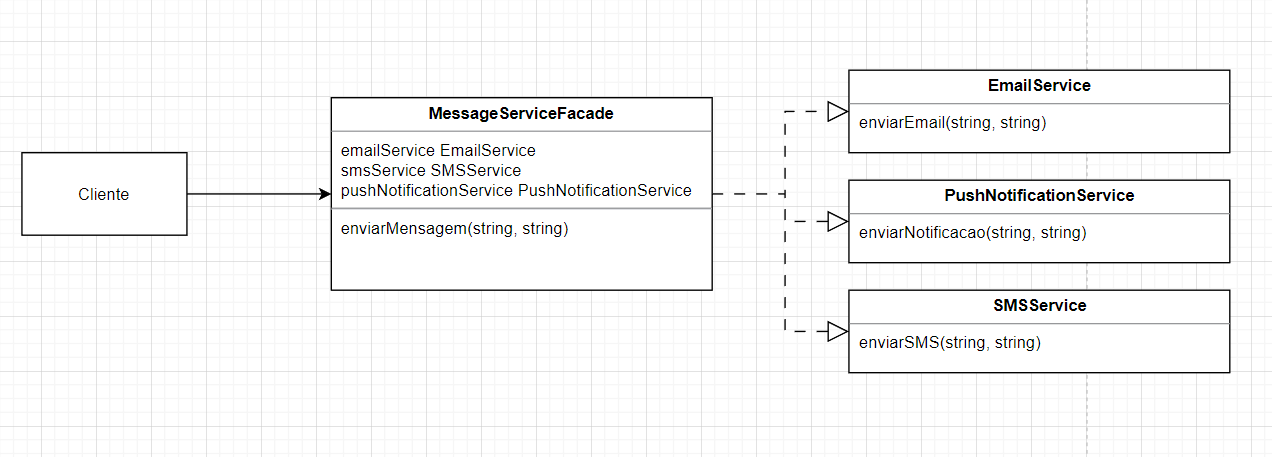 Cliente
MessageServiceFacade
emailService EmailService
smsService SMSService
pushNotificationService PushNotificationService
enviarMensagem(string, string)
EmailService
enviarEmail(string, string)
PushNotificationService
enviarNotificacao(string, string)
SMSService
enviarSMS(string, string)